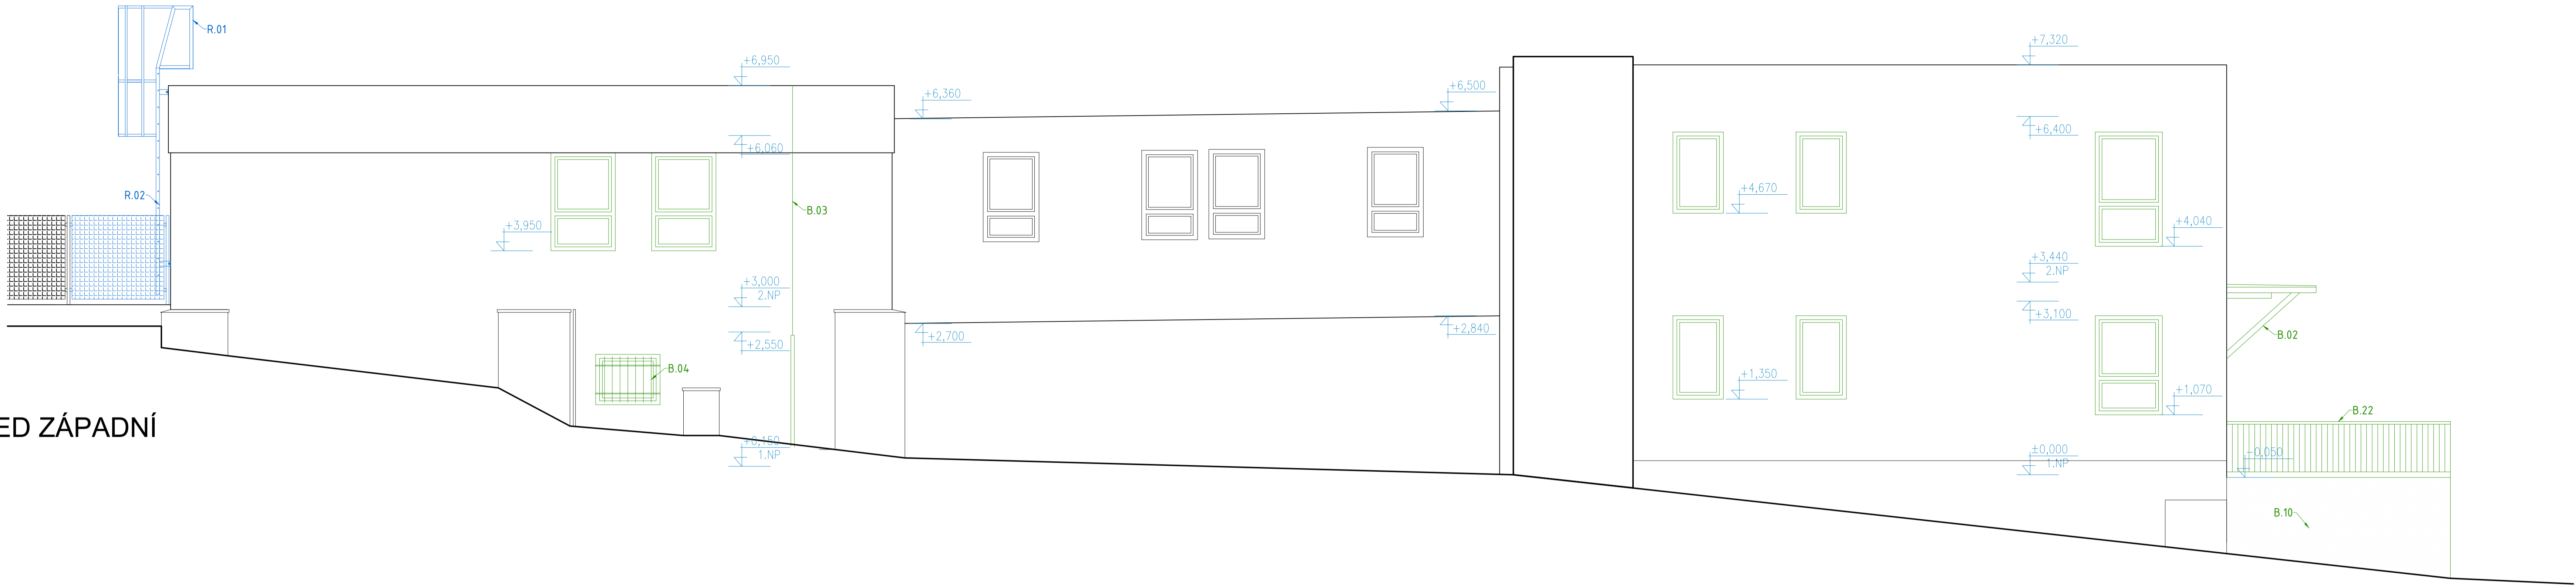 R.01
+7,320
+6,950
+6,360
+6,500
+6,400
+6,060
R.02
+4,670
B.03
+3,950
+4,040
+3,440
2.NP
+3,000
2.NP
+3,100
+2,700
+2,840
B.02
+2,550
B.04
+1,350
+1,070
B.22
ED ZÁPADNÍ
+0,150
1.NP
±0,000
1.NP
-0,050
B.10